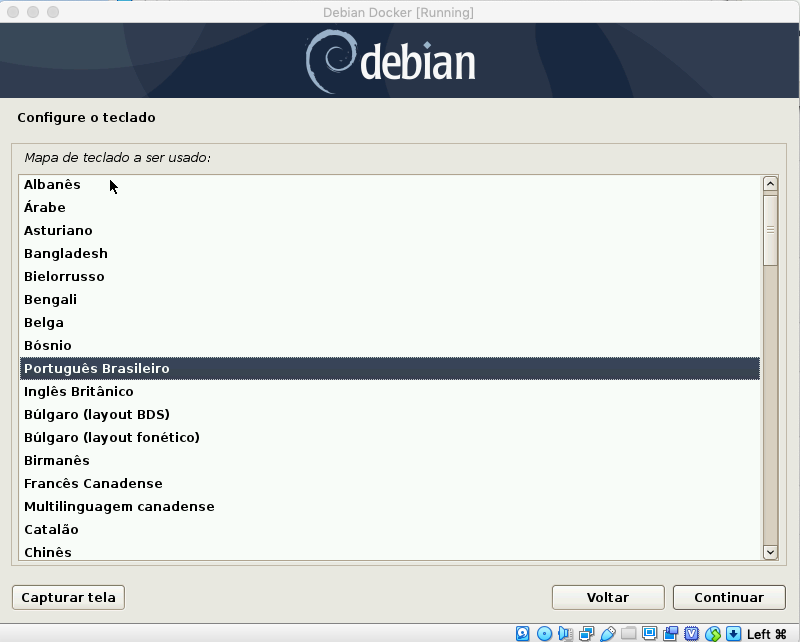 Debian Docker [Running]
debian
Configure o teclado
Mapa de teclado a ser usado:
Albanês
Árabe
Asturiano
Bangladesh
Bielorrusso
Bengali
Belga
Bósnio
Português Brasileiro
Inglês Britânico
Búlgaro (layout BDS)
Búlgaro (layout fonético)
Birmanês
Francês Canadense
Multilinguagem canadense
Catalão
Chinês
Capturar tela
Voltar
Continuar
Left ⌘